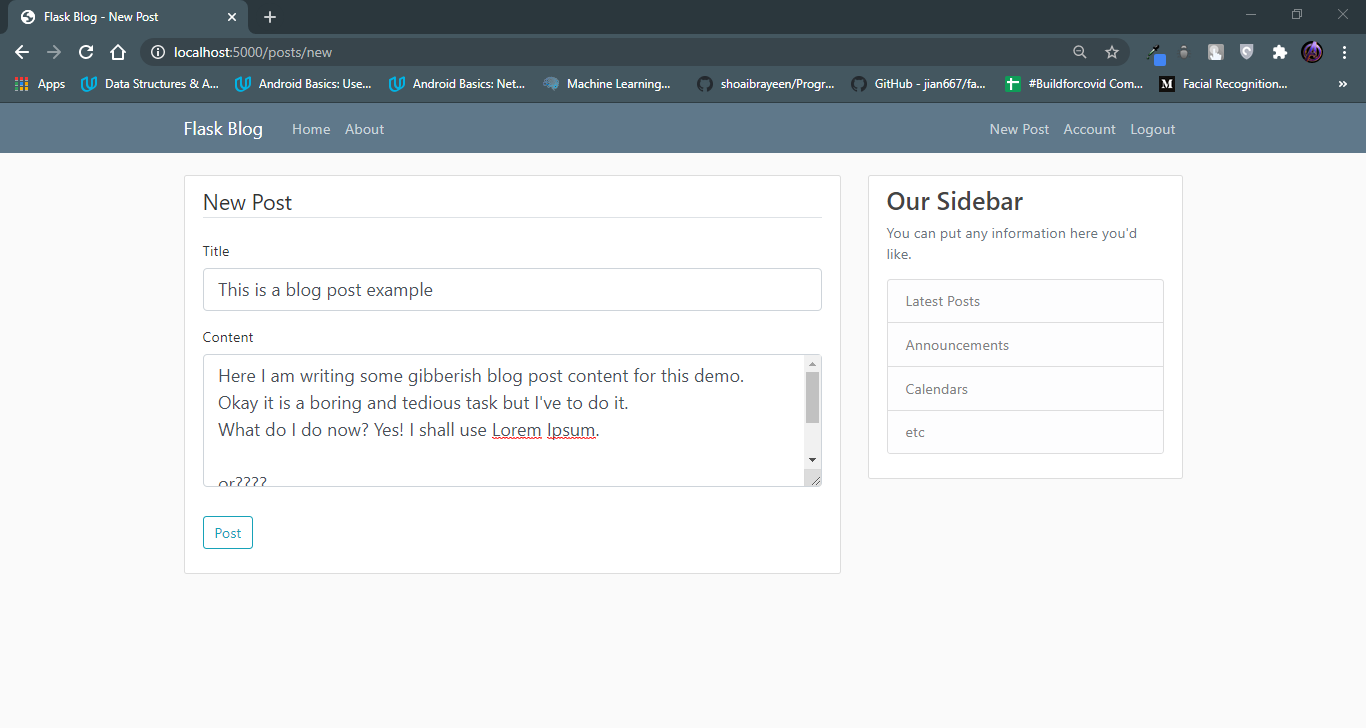 Flask Blog - New Post
localhost:5000/posts/new
Apps
Data Structures & A...
Android Basics: Use...
Android Basics: Net...
Machine Learning...
shoaibrayeen/Progr...
GitHub - jian667/fa...
#Buildforcovid Com...
M
Facial Recognition...
»
Flask Blog
Home
About
New Post
Account
Logout
New Post
Title
This is a blog post example
Content
Here I am writing some gibberish blog post content for this demo.
Okay it is a boring and tedious task but I've to do it.
What do I do now? Yes! I shall use Lorem Ipsum.
or????
Post
Our Sidebar
You can put any information here you'd
like.
Latest Posts
Announcements
Calendars
etc